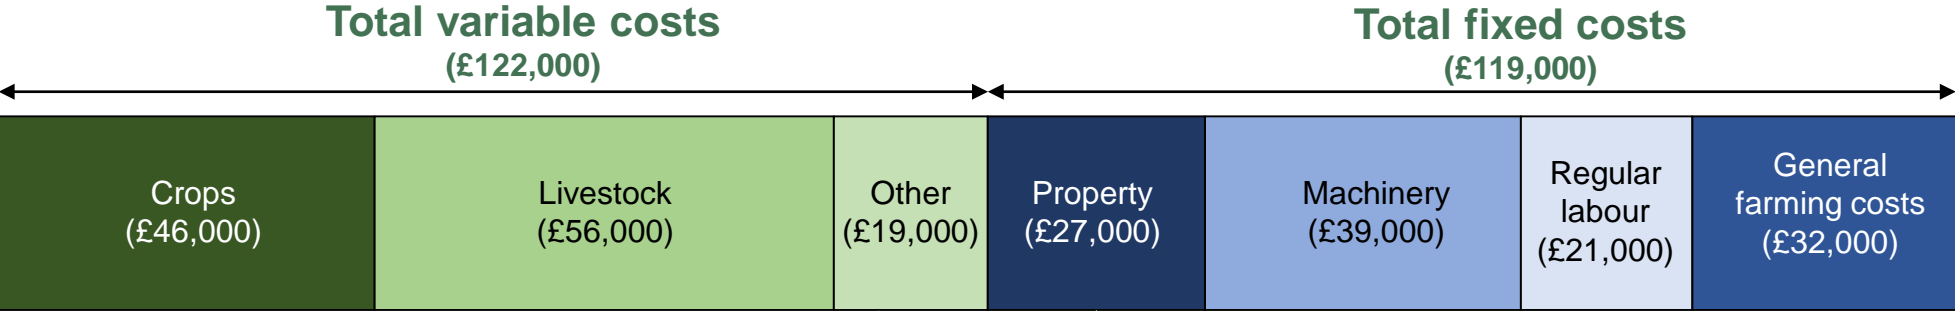 Total variable costs
(£122,000)
Total fixed costs
(£119,000)
Crops
(£46,000)
Livestock
(£56,000)
Other
(£19,000)
Property
(£27,000)
Machinery
(£39,000)
Regular
labour
(£21,000)
General
farming costs
(£32,000)